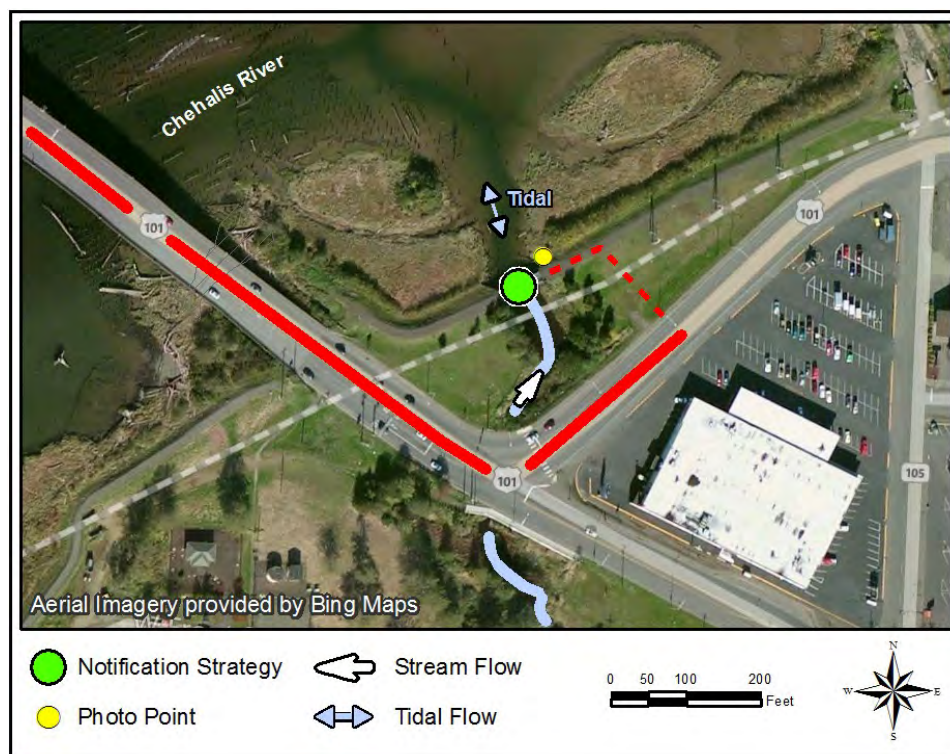 Chehalis River
Tidal
101
101
101
105
Aerial Imagery provided by Bing Maps
Notification Strategy
Stream Flow
Photo Point
Tidal Flow
0 50 100 200
Feet
N
W E
S